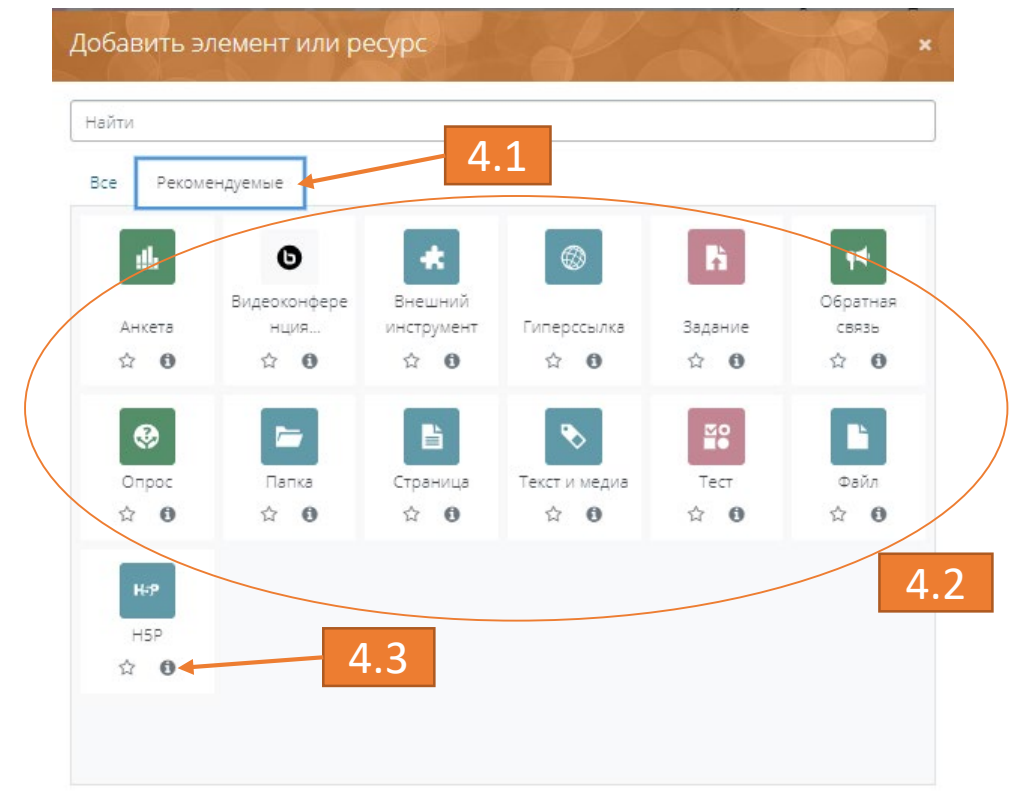 Добавить элемент или ресурс
×
Найти
4.1
Все Рекомендуемые
Видеоконфере Внешний Обратная
Анкета нция... инструмент Гиперссылка Задание связь
Опрос Папка Страница Текст и медиа Тест Файл
4.2
H5P
H5P
4.3